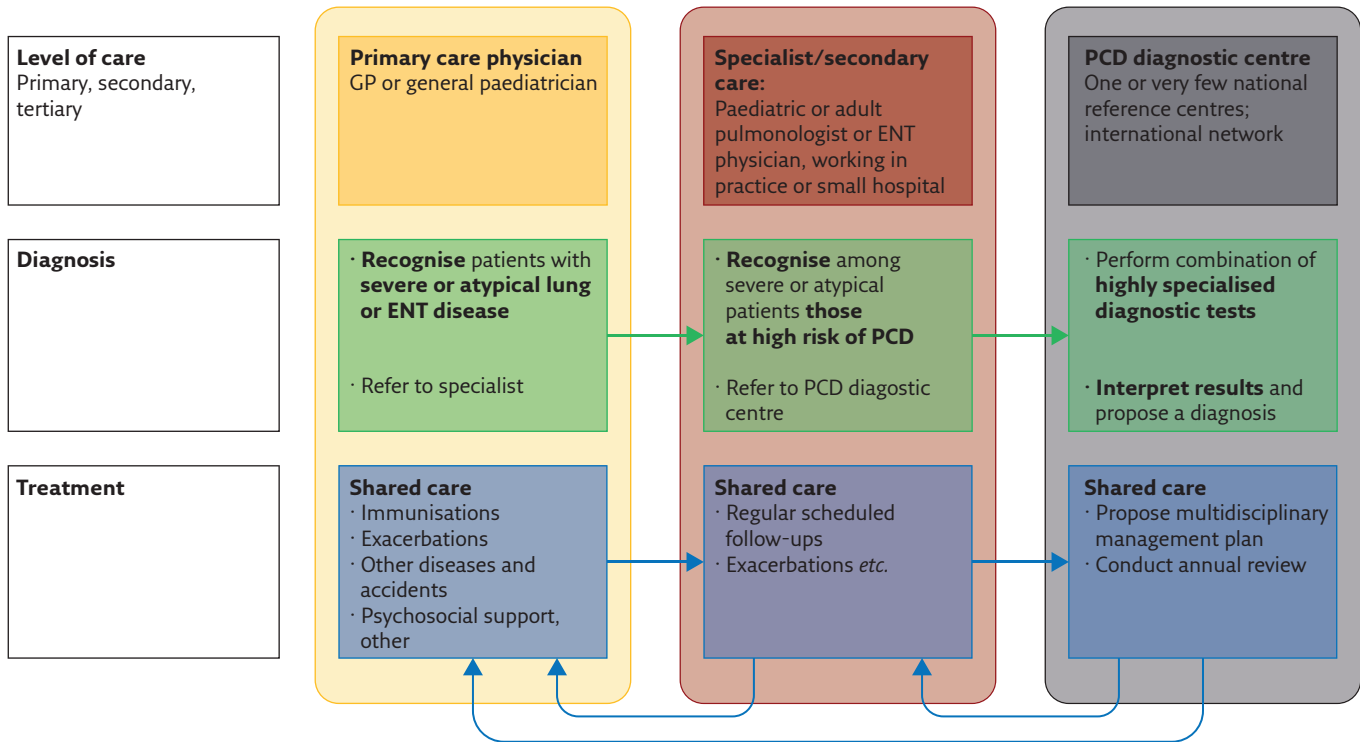 Level of care
Primary, secondary,
tertiary
Primary care physician
GP or general paediatrician
Specialist/secondary
care:
Paediatric or adult
pulmonologist or ENT
physician, working in
practice or small hospital
PCD diagnostic centre
One or very few national
reference centres;
international network
Diagnosis
· Recognise patients with
severe or atypical lung
or ENT disease
· Refer to specialist
· Recognise among
severe or atypical
patients those
at high risk of PCD
· Refer to PCD diagostic
centre
· Perform combination of
highly specialised
diagnostic tests
· Interpret results and
propose a diagnosis
Treatment
Shared care
· Immunisations
· Exacerbations
· Other diseases and
accidents
· Psychosocial support,
other
Shared care
· Regular scheduled
follow-ups
· Exacerbations etc.
Shared care
· Propose multidisciplinary
management plan
· Conduct annual review